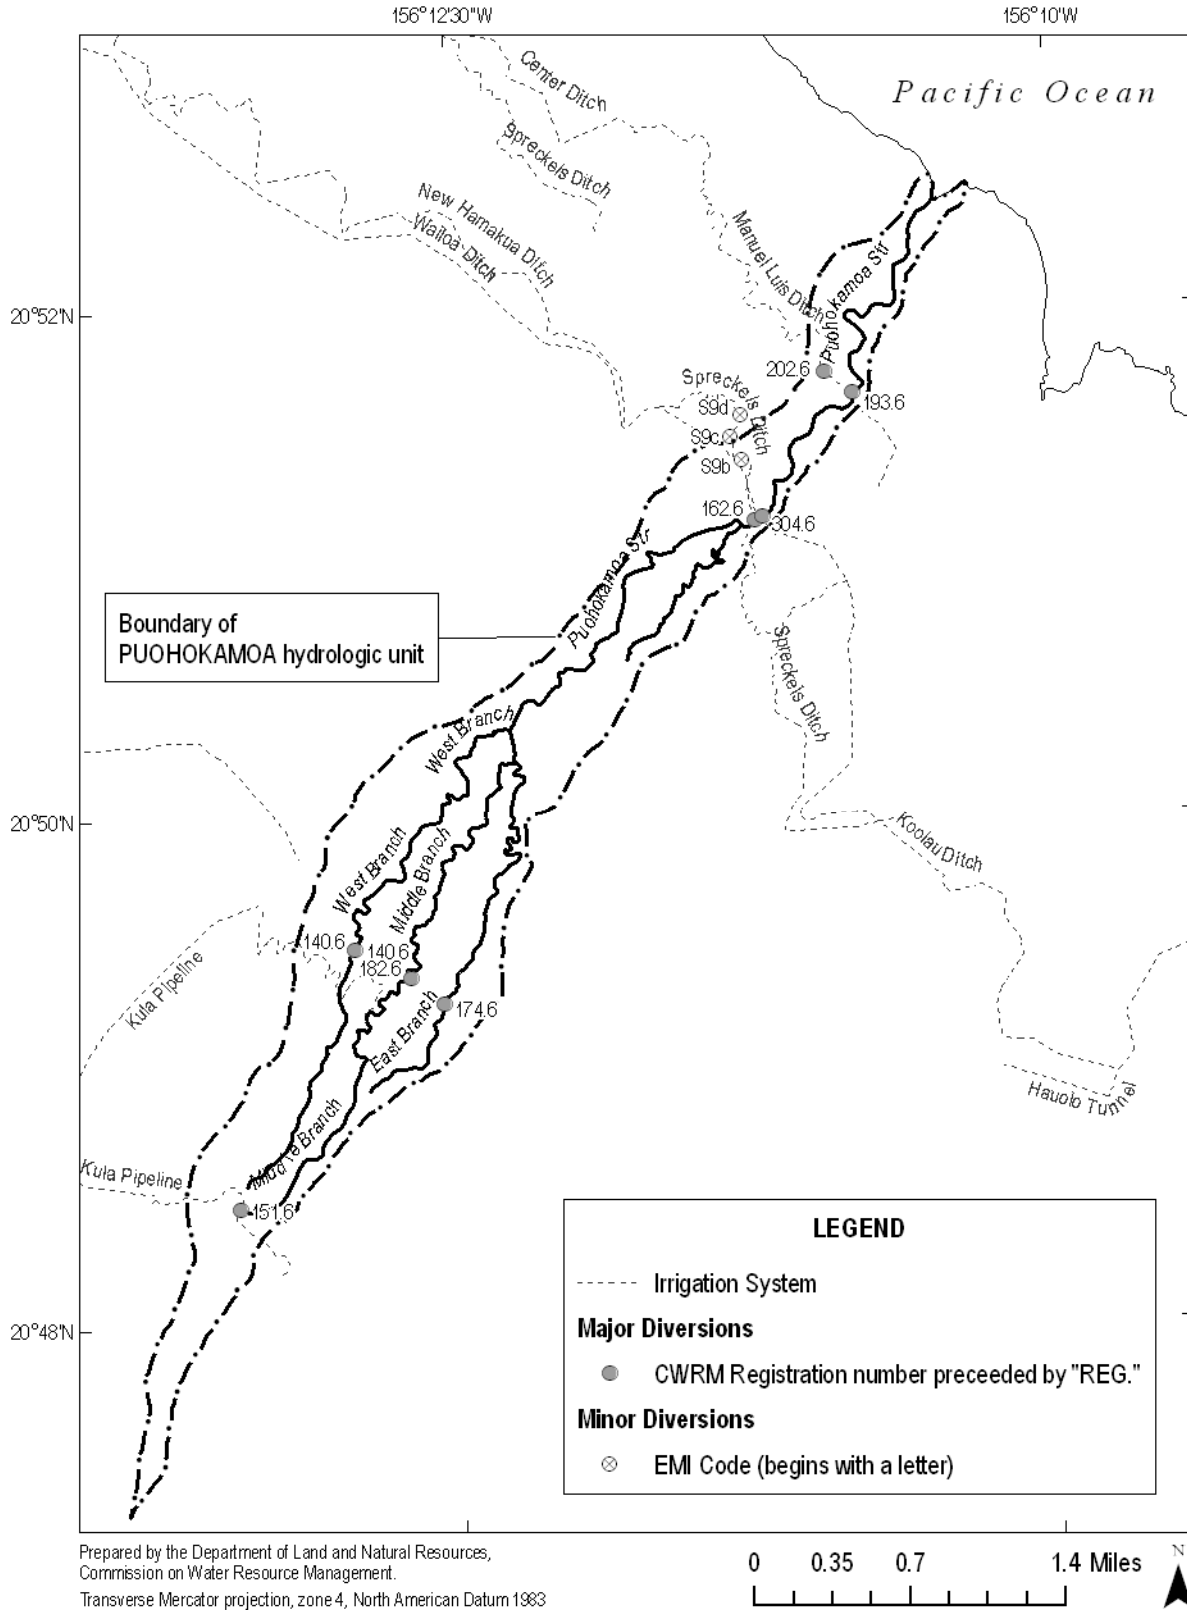 156°12'30"W
156°10'W
Pacific Ocean
Center Ditch
Spreckels Ditch
New Hamakua Ditch
Wailoa Ditch
Manuel Luis Ditch
Puohokamoa Str
20°52'N
202.6
193.6
Spreckels Ditch
S9d
S9c
S9b
162.6
304.6
Puohokamoa Str
Boundary of
PUOHOKAMOA hydrologic unit
Spreckels Ditch
West Branch
20°50'N
West Branch
Middle Branch
Koolau Ditch
140.6
140.6
182.6
Kula Pipeline
174.6
East Branch
Hauolo Tunnel
Middle Branch
Kula Pipeline
151.6
LEGEND
Irrigation System
Major Diversions
CWRM Registration number preceeded by "REG."
Minor Diversions
EMI Code (begins with a letter)
20°48'N
Prepared by the Department of Land and Natural Resources,
Commission on Water Resource Management.
Transverse Mercator projection, zone 4, North American Datum 1983
0 0.35 0.7 1.4 Miles
N